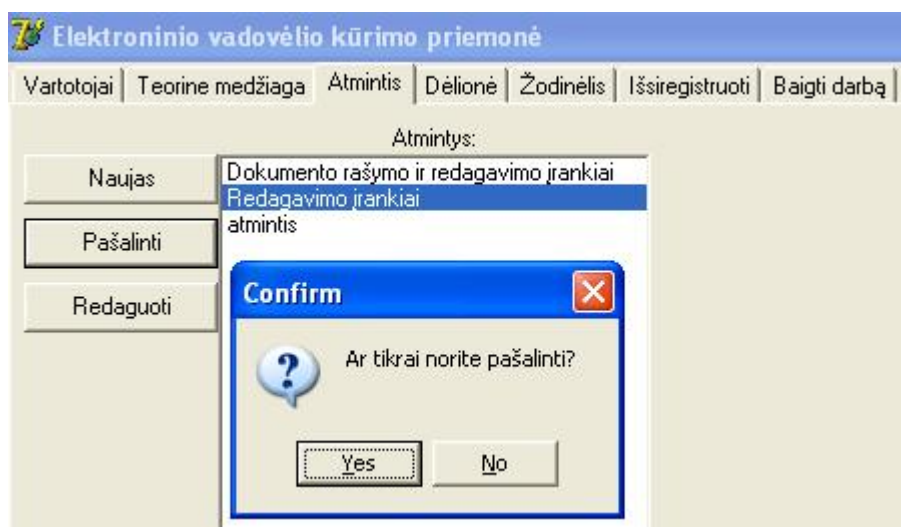 Elektroninio vadovėlio kūrimo priemonė
Vartotojai Teorine medžiaga Atmintis Dėlionė Žodinėlis Išsiregistruoti Baigti darbą
Atmintys:
Naujas
Pašalinti
Redaguoti
Dokumento rašymo ir redagavimo įrankiai
Redagavimo įrankiai
atmintis
Confirm
Ar tikrai norite pašalinti?
Yes No